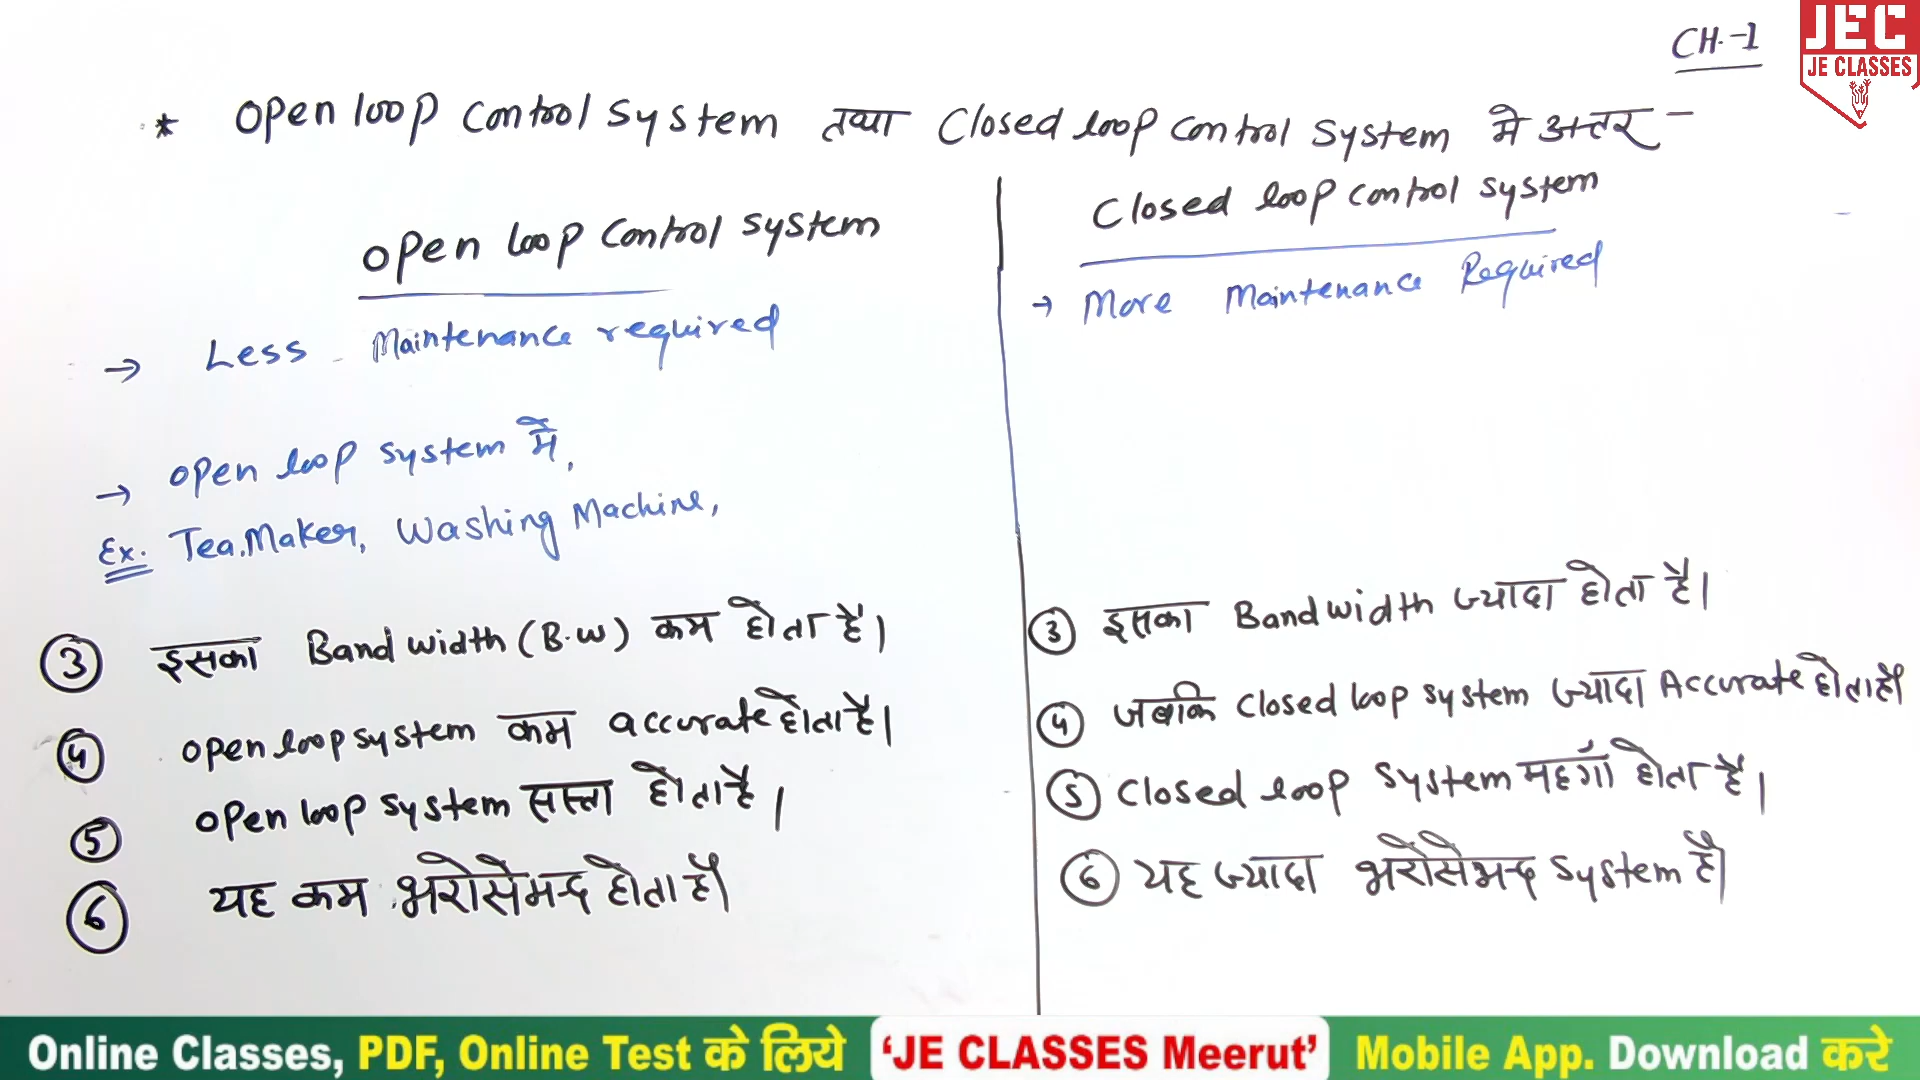 CH.-1
JEC
JE CLASSES
* Open loop control system तथा Closed loop control system मे अन्तर -
Open loop control system
→ Less Maintenance required
→ Open loop system मे,
Ex: Tea.Maker, Washing Machine,
③ इसका Band width (B.W) कम होता है।
④ open loop system कम accurate होता है।
⑤ open loop system सस्ता होता है।
⑥ यह कम भरोसेमन्द होता है।
Closed loop control system
→ More Maintenance Required
③ इसका Bandwidth ज्यादा होता है।
④ जबकि Closed loop system ज्यादा Accurate होता है।
⑤ Closed loop system महगाँ होता है।
⑥ यह ज्यादा भरोसेमन्द system है।
Online Classes, PDF, Online Test के लिये 'JE CLASSES Meerut' Mobile App. Download करे